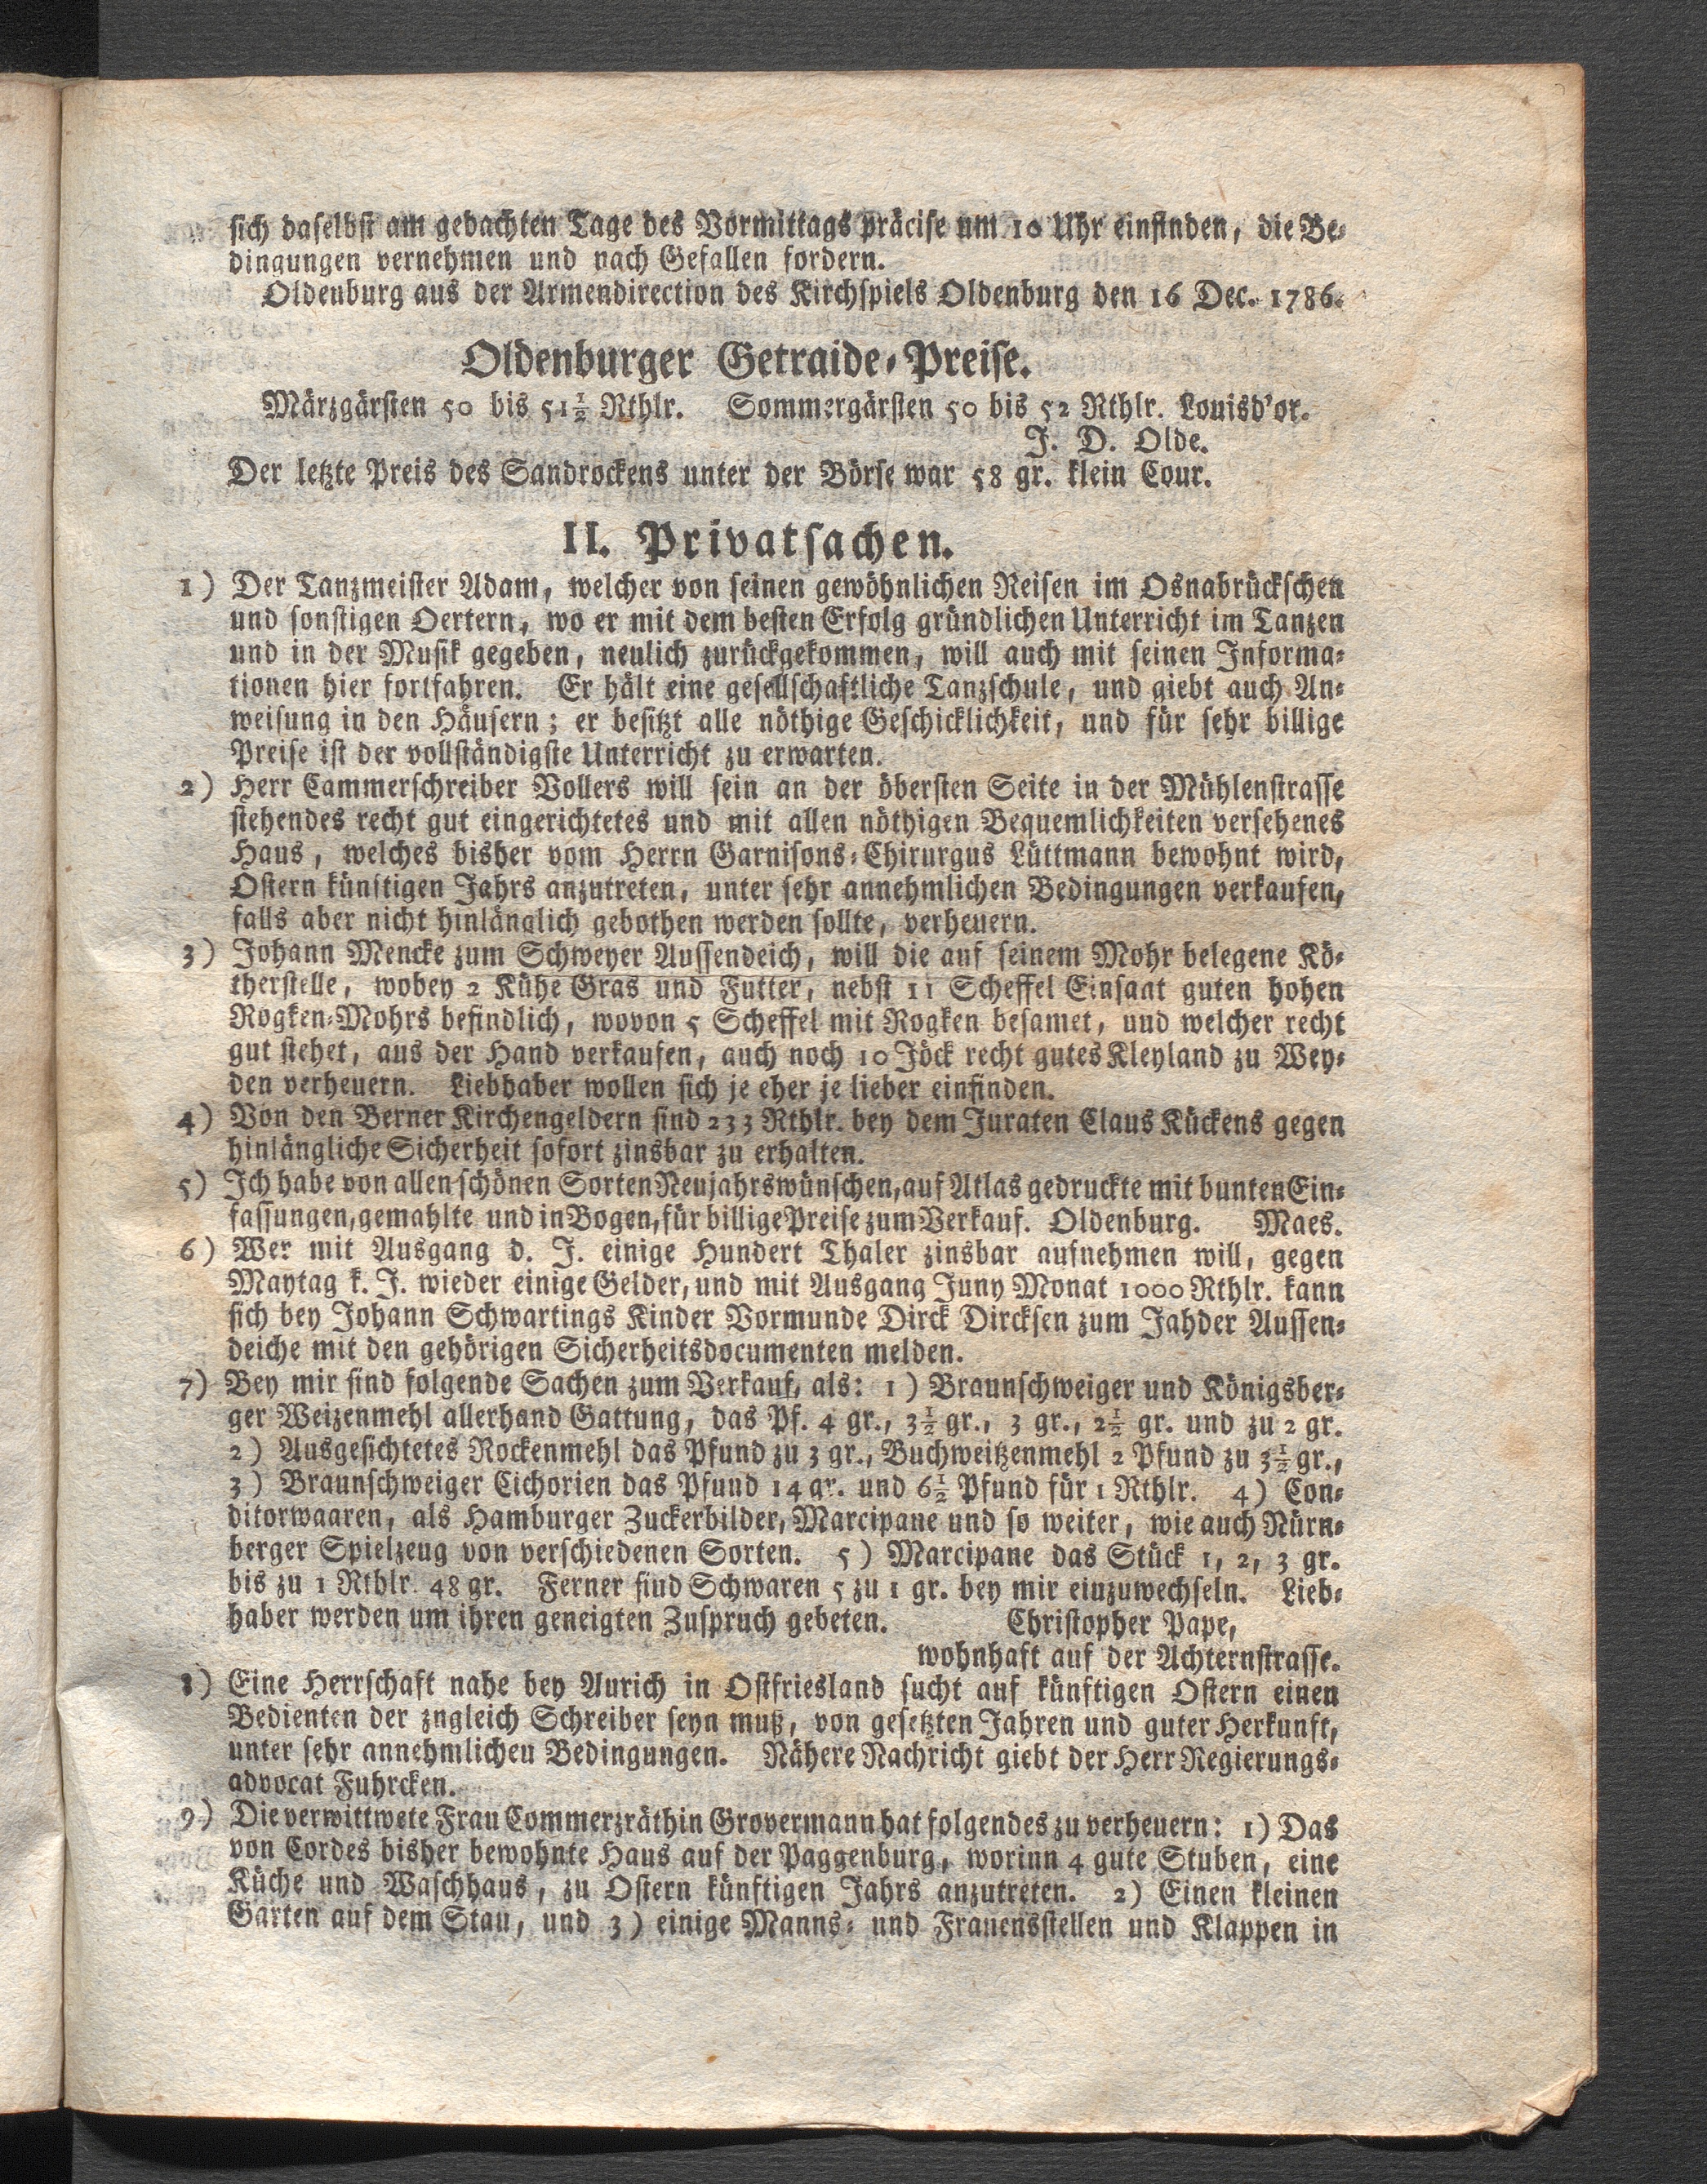 sich daselbst am gedachten Tage des Vormittags präcise um 10 Uhr einfinden, die Be-
dingungen vernehmen und nach Gefallen fordern.
Oldenburg aus der Armendirection des Kirchspiels Oldenburg den 16 Dec. 1786.
Oldenburger Getraide-Preise.
Märzgärsten 50 bis 51½ Rthlr. Sommergärsten 50 bis 52 Rthlr. Louisd'or.
J. D. Olde.
Der letzte Preis des Sandrockens unter der Börse war 58 gr. klein Cour.
II. Privatsachen.
1) Der Tanzmeister Adam, welcher von seinen gewöhnlichen Reisen im Osnabrückschen
und sonstigen Oertern, wo er mit dem besten Erfolg gründlichen Unterricht im Tanzen
und in der Musik gegeben, neulich zurückgekommen, will auch mit seinen Informa-
tionen hier fortfahren. Er hält eine gesellschaftliche Tanzschule, und giebt auch An-
weisung in den Häusern; er besitzt alle nöthige Geschicklichkeit, und für sehr billige
Preise ist der vollständigste Unterricht zu erwarten.
2) Herr Cammerschreiber Vollers will sein an der öbersten Seite in der Mühlenstrasse
stehendes recht gut eingerichtetes und mit allen nöthigen Bequemlichkeiten versehenes
Haus, welches bisher vom Herrn Garnisons-Chirurgus Lüttmann bewohnt wird,
Ostern künftigen Jahrs anzutreten, unter sehr annehmlichen Bedingungen verkaufen,
falls aber nicht hinlänglich gebothen werden sollte, verheuern.
3) Johann Mencke zum Schweyer Aussendeich, will die auf seinem Mohr belegene Kö-
therstelle, wobey 2 Kühe Gras und Futter, nebst 11 Scheffel Einsaat guten hohen
Rogken-Mohrs befindlich, wovon 5 Scheffel mit Rogken besamet, und welcher recht
gut stehet, aus der Hand verkaufen, auch noch 10 Jöck recht gutes Kleyland zu Wey-
den verheuern. Liebhaber wollen sich je eher je lieber einfinden.
4) Von den Berner Kirchengeldern sind 233 Rthlr. bey dem Juraten Claus Kückens gegen
hinlängliche Sicherheit sofort zinsbar zu erhalten.
5) Ich habe von allen schönen Sorten Neujahrswünschen, auf Atlas gedruckte mit bunten Ein-
fassungen, gemahlte und in Bogen, für billige Preise zum Verkauf. Oldenburg. Maes.
6) Wer mit Ausgang d. J. einige Hundert Thaler zinsbar aufnehmen will, gegen
Maytag k. J. wieder einige Gelder, und mit Ausgang Juny Monat 1000 Rthlr. kann
sich bey Johann Schwartings Kinder Vormunde Dirck Dircksen zum Jahder Aussen-
deiche mit den gehörigen Sicherheitsdocumenten melden.
7) Bey mir sind folgende Sachen zum Verkauf, als: 1) Braunschweiger und Königsber-
ger Weizenmehl allerhand Gattung, das Pf. 4 gr., 3½ gr., 3 gr., 2½ gr. und zu 2 gr.
2) Ausgesichtetes Rockenmehl das Pfund zu 3 gr., Buchweitzenmehl 2 Pfund zu 3½ gr.,
3) Braunschweiger Cichorien das Pfund 14 gr. und 6½ Pfund für 1 Rthlr. 4) Con-
ditorwaaren, als Hamburger Zuckerbilder, Marcipane und so weiter, wie auch Nürn-
berger Spielzeug von verschiedenen Sorten. 5) Marcipane das Stück 1, 2, 3 gr.
bis zu 1 Rthlr. 48 gr. Ferner sind Schwaren 5 zu 1 gr. bey mir einzuwechseln. Lieb-
haber werden um ihren geneigten Zuspruch gebeten. Christopher Pape,
wohnhaft auf der Achternstrasse.
8) Eine Herrschaft nahe bey Aurich in Ostfriesland sucht auf künftigen Ostern einen
Bedienten der zngleich Schreiber seyn muß, von gesetzten Jahren und guter Herkunft,
unter sehr annehmlichen Bedingungen. Nähere Nachricht giebt der Herr Regierungs-
advocat Fuhrcken.
9) Die verwittwete Frau Commerzräthin Grovermann hat folgendes zu verheuern: 1) Das
von Cordes bisher bewohnte Haus auf der Paggenburg, worinn 4 gute Stuben, eine
Küche und Waschhaus, zu Ostern künftigen Jahrs anzutreten. 2) Einen kleinen
Garten auf dem Stau, und 3) einige Manns- und Frauensstellen und Klappen in